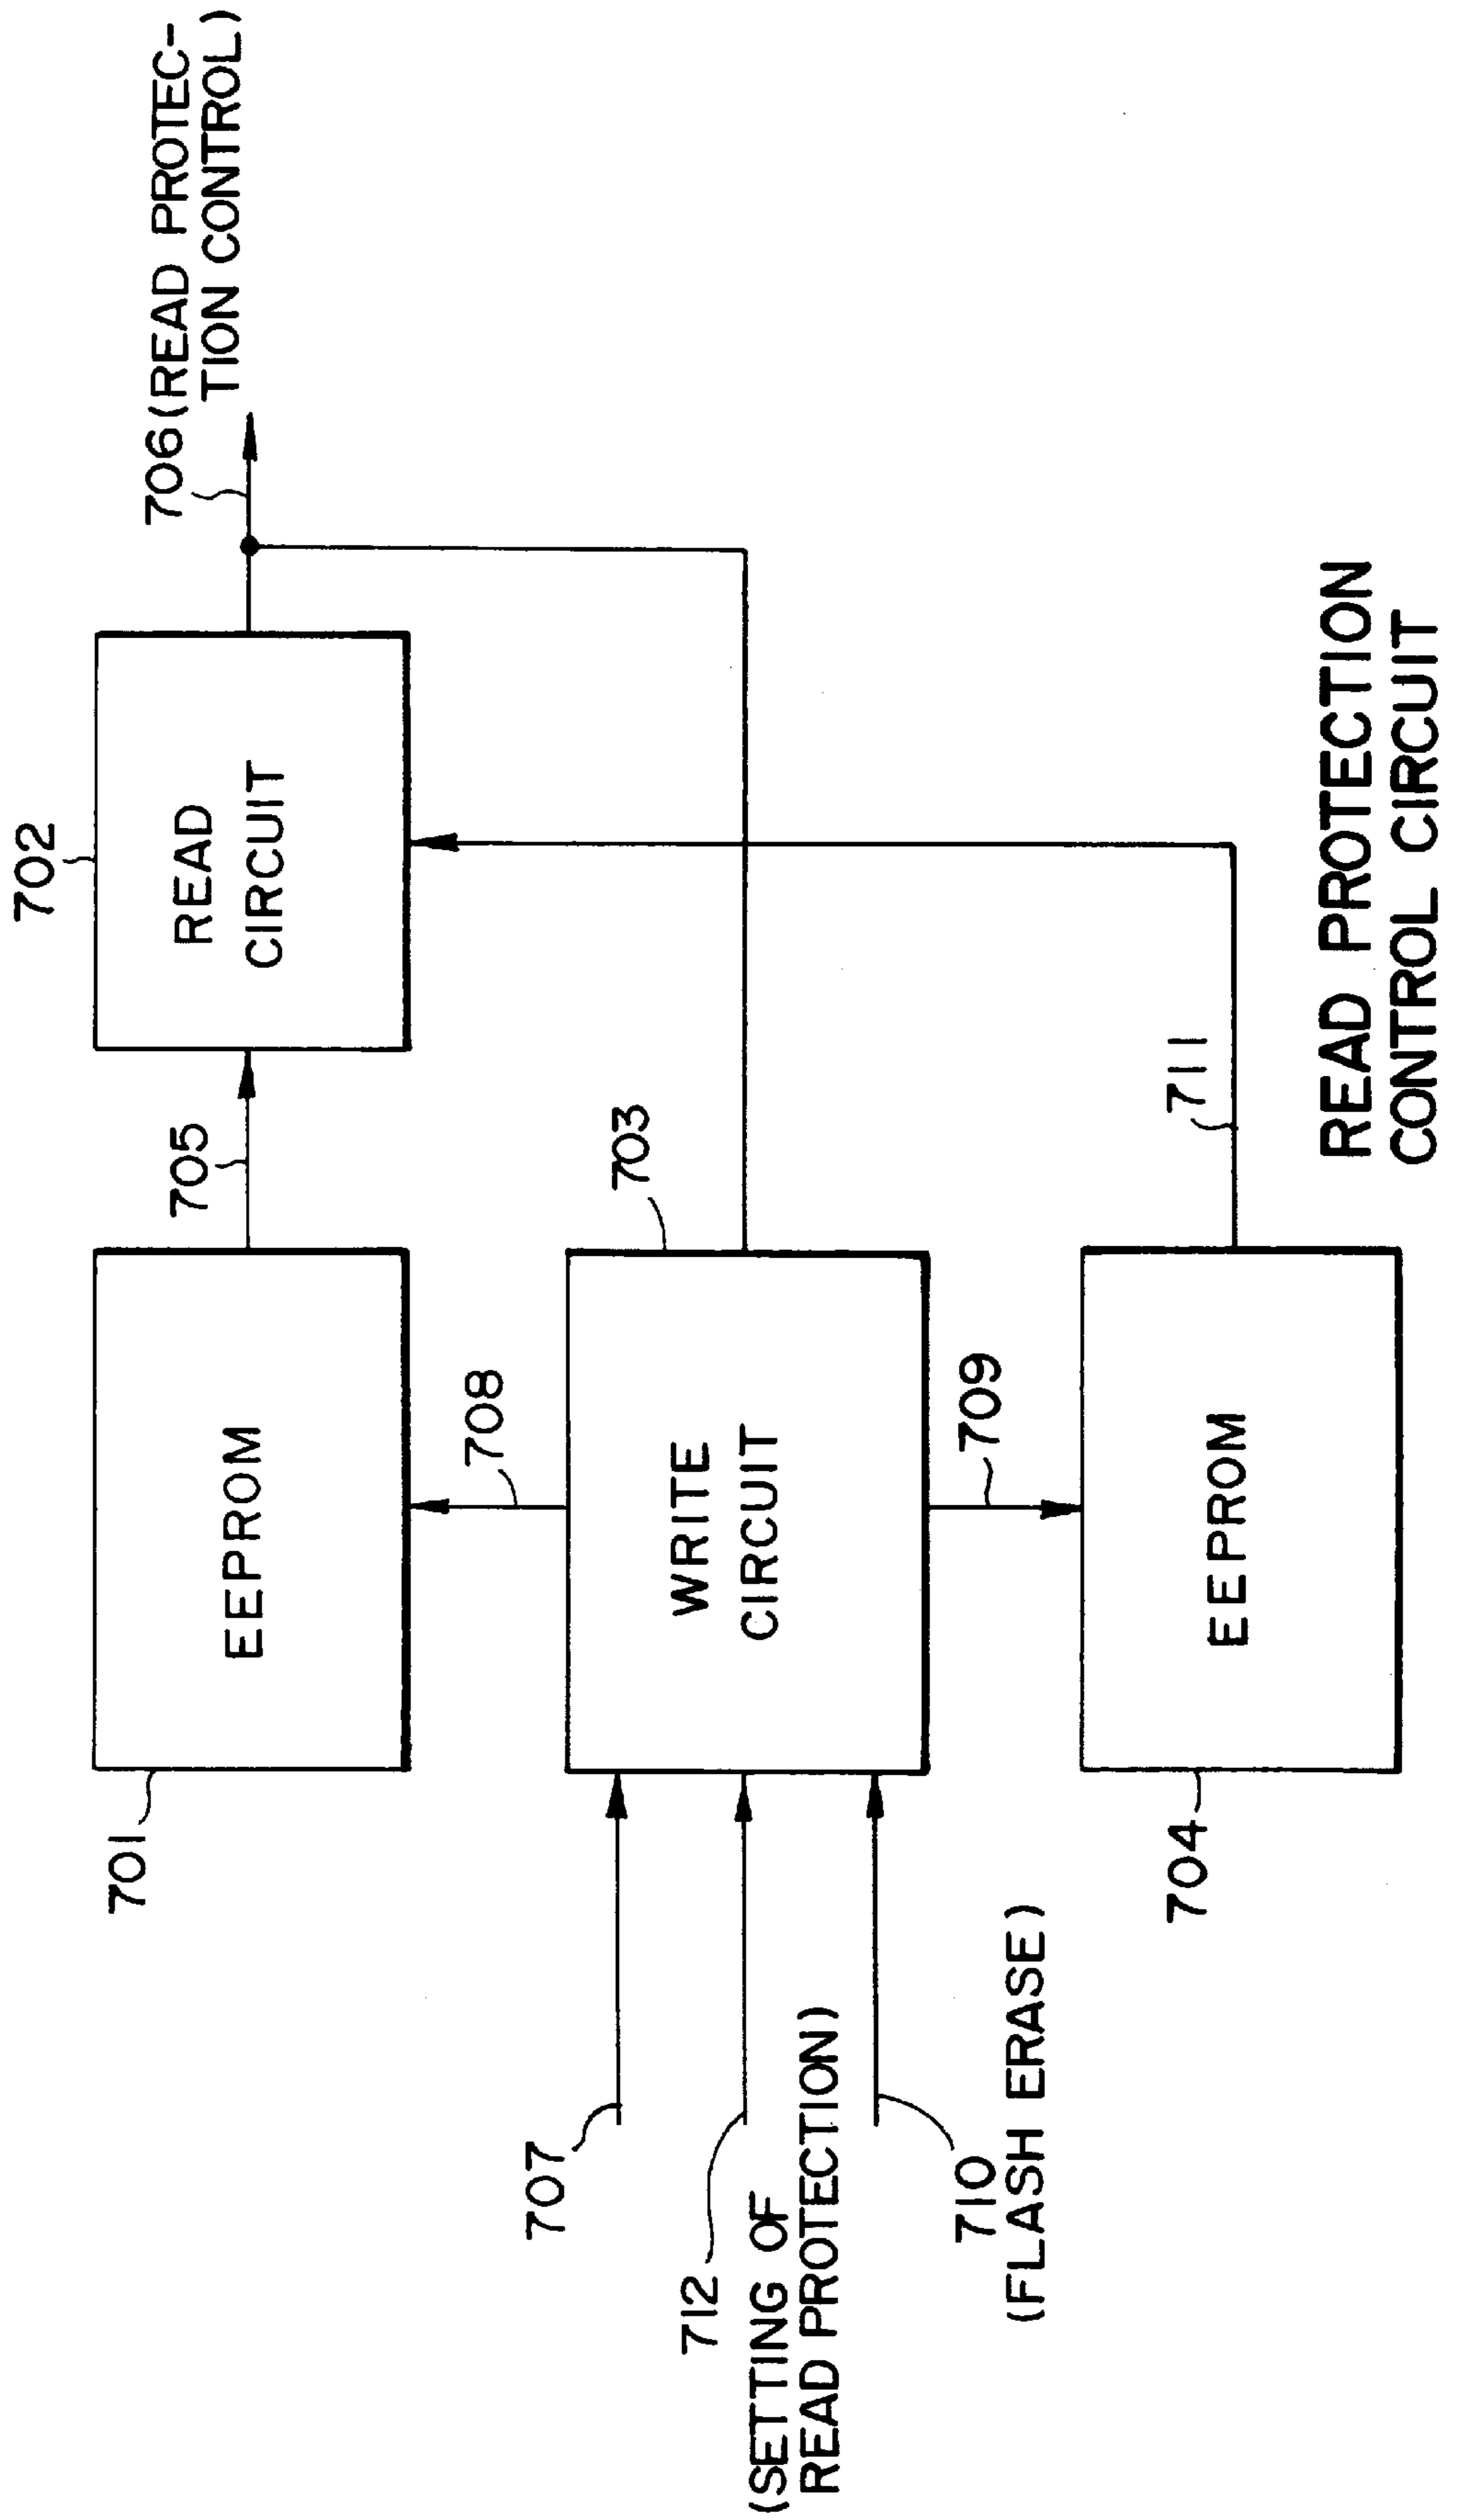 702
706 (READ PROTEC-
TION CONTROL)
705
READ
CIRCUIT
701
EEPROM
708
703
707
WRITE
CIRCUIT
712
(SETTING OF
READ PROTECTION)
709
710
(FLASH ERASE)
711
704
EEPROM
READ PROTECTION
CONTROL CIRCUIT